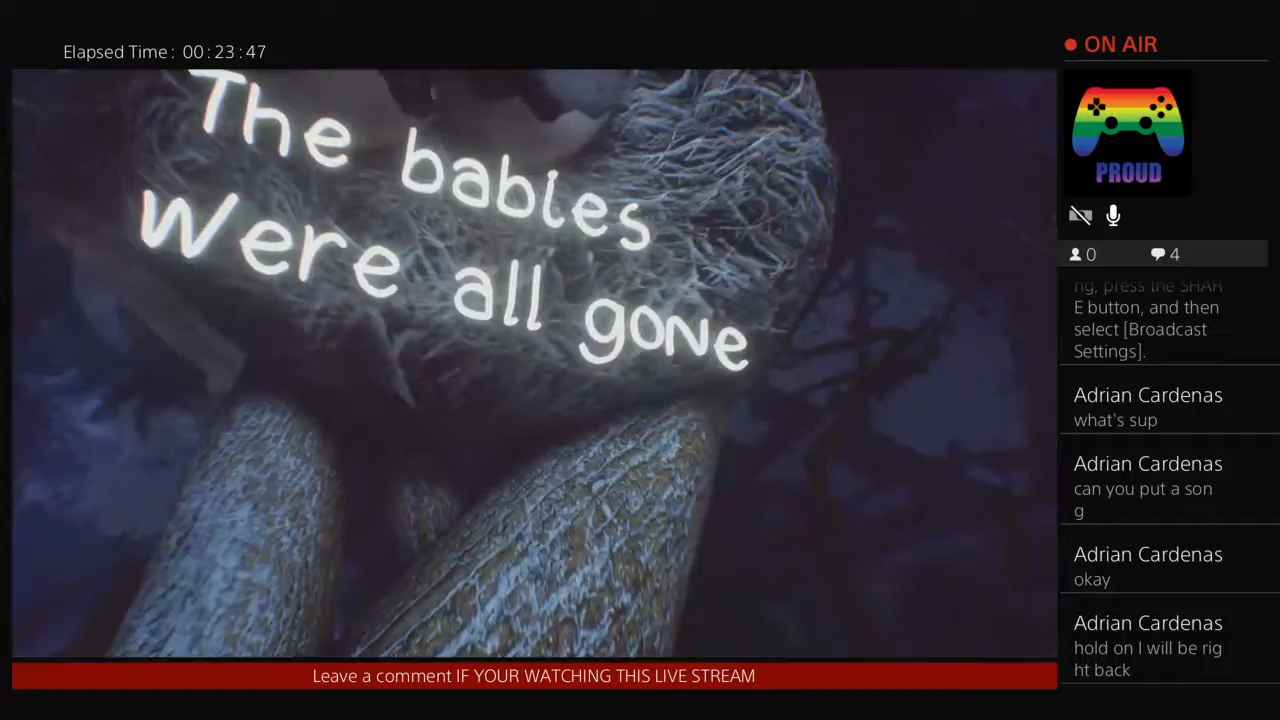 Elapsed Time: 00:23:47
ON AIR
The babies
were all gone
PROUD
0
4
ng, press the SHAR
E button, and then
select [Broadcast
Settings].
Adrian Cardenas
what's sup
Adrian Cardenas
can you put a son
g
Adrian Cardenas
okay
Adrian Cardenas
hold on I will be rig
ht back
Leave a comment IF YOUR WATCHING THIS LIVE STREAM